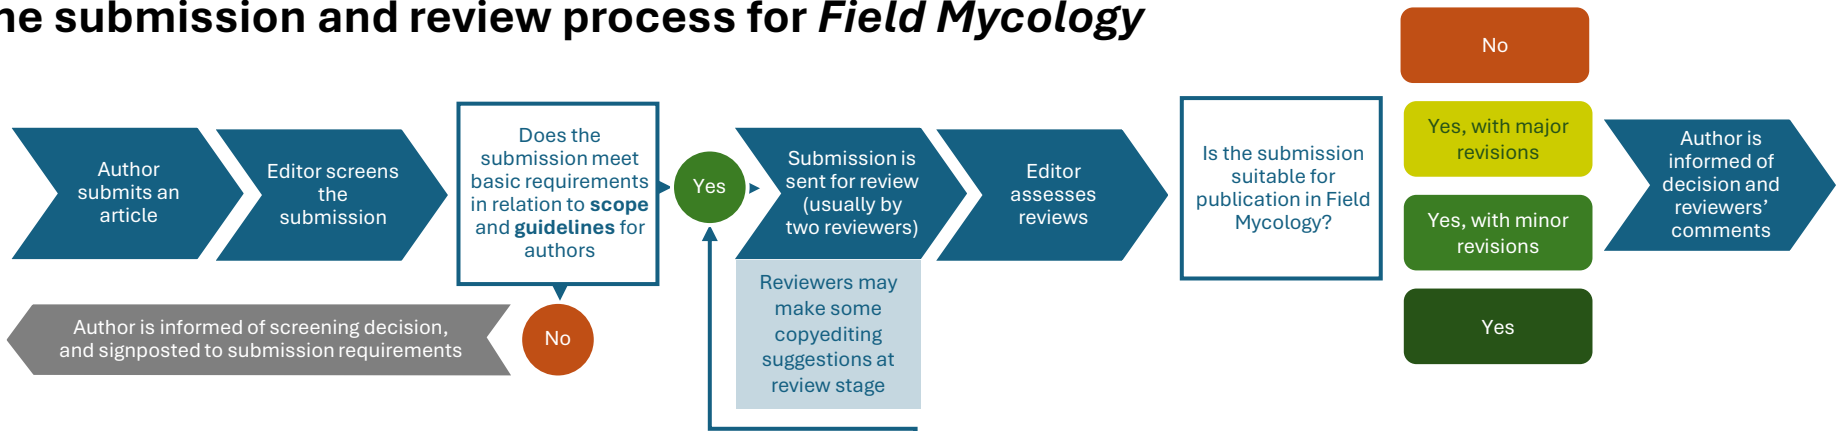 he submission and review process for Field Mycology
Author
submits an
article
Editor screens
the
submission
Does the
submission meet
basic requirements
in relation to scope
and guidelines for
authors
Yes
Submission is
sent for review
(usually by
two reviewers)
Editor
assesses
reviews
Is the submission
suitable for
publication in Field
Mycology?
No
Yes, with major
revisions
Yes, with minor
revisions
Yes
Author is
informed of
decision and
reviewers’
comments
Reviewers may
make some
copyediting
suggestions at
review stage
No
Author is informed of screening decision,
and signposted to submission requirements